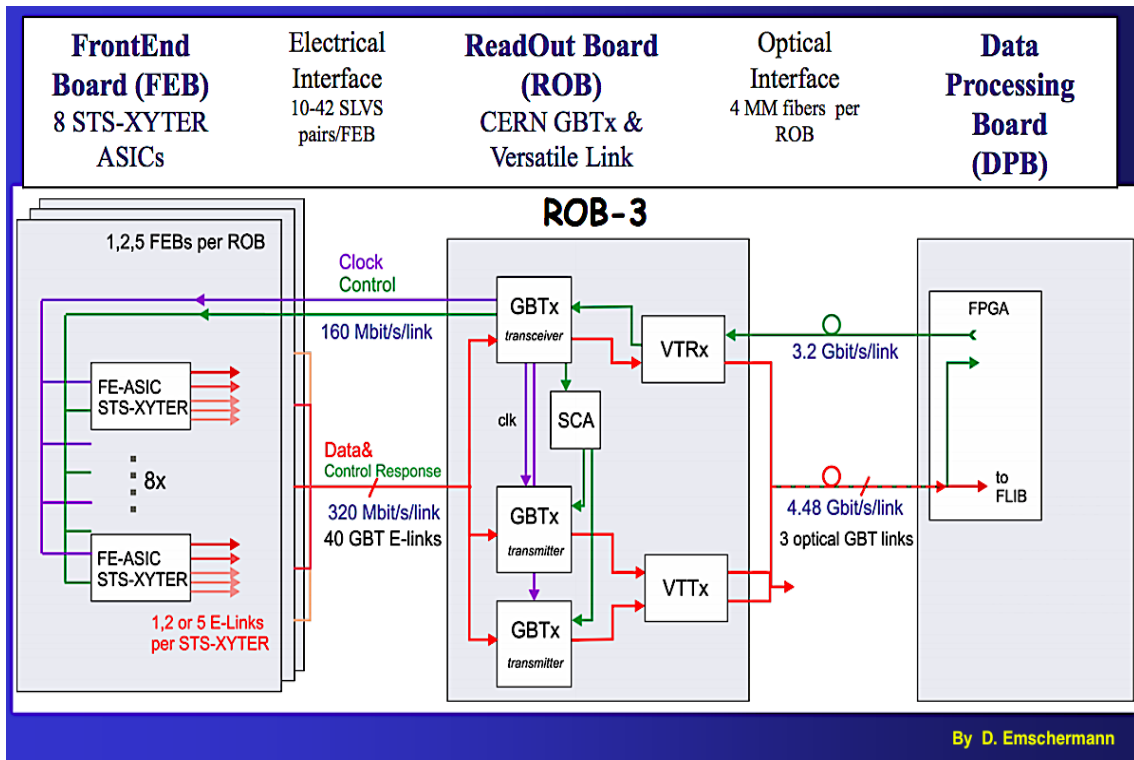 FrontEnd
Board (FEB)
8 STS-XYTER
ASICs
Electrical
Interface
10-42 SLVS
pairs/FEB
ReadOut Board
(ROB)
CERN GBTx &
Versatile Link
Optical
Interface
4 MM fibers per
ROB
Data
Processing
Board
(DPB)
ROB-3
1,2,5 FEBs per ROB
Clock
Control
160 Mbit/s/link
FE-ASIC
STS-XYTER
8x
FE-ASIC
STS-XYTER
1,2 or 5 E-Links
per STS-XYTER
Data&
Control Response
320 Mbit/s/link
40 GBT E-links
GBTx
transceiver
VTRx
clk
SCA
GBTx
transmitter
VTTx
GBTx
transmitter
3.2 Gbit/s/link
4.48 Gbit/s/link
3 optical GBT links
FPGA
to
FLIB
By D. Emschermann